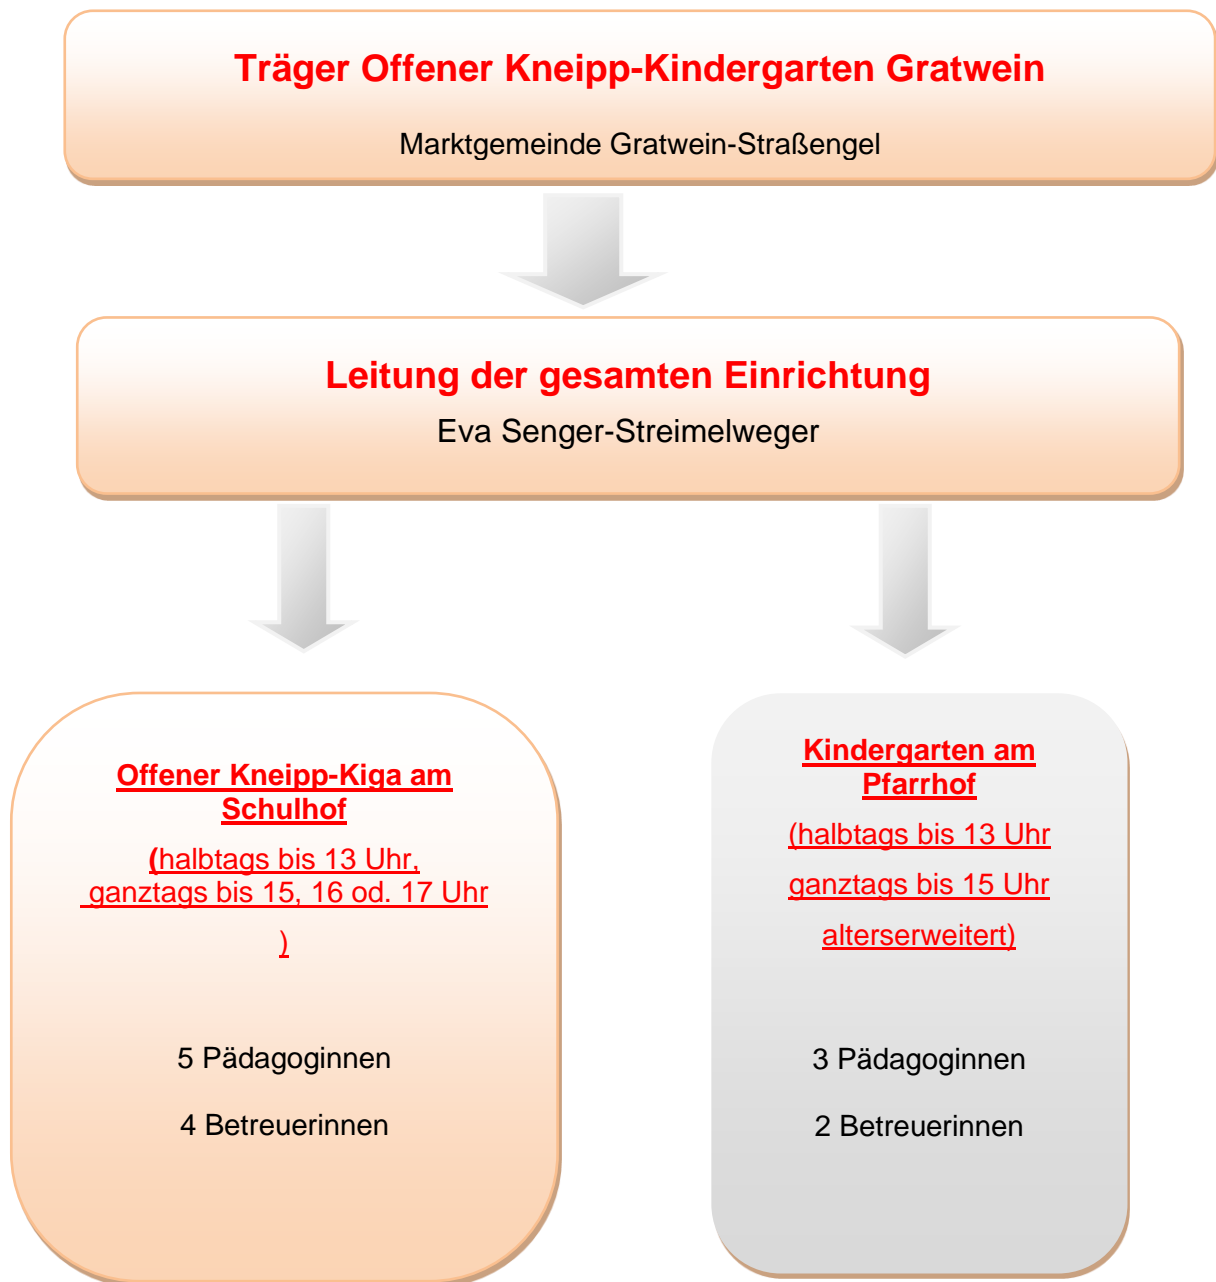 Träger Offener Kneipp-Kindergarten Gratwein
Marktgemeinde Gratwein-Straßengel
Leitung der gesamten Einrichtung
Eva Senger-Streimelweger
Offener Kneipp-Kiga am
Schulhof
(halbtags bis 13 Uhr,
ganztags bis 15, 16 od. 17 Uhr
)
5 Pädagoginnen
4 Betreuerinnen
Kindergarten am
Pfarrhof
(halbtags bis 13 Uhr
ganztags bis 15 Uhr
alterserweitert)
3 Pädagoginnen
2 Betreuerinnen